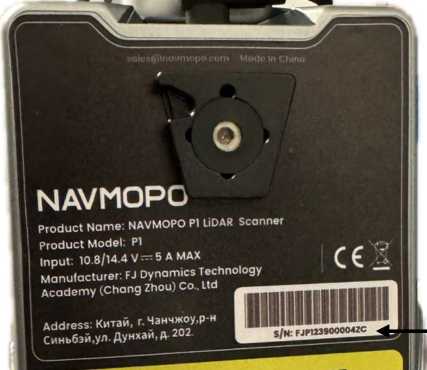 sales@navmopo.com Made in China
NAVMOPO
Product Name: NAVMOPO P1 LiDAR Scanner
Product Model: P1
Input: 10.8/14.4 V⎓5 A MAX
Manufacturer: FJ Dynamics Technology
Academy (Chang Zhou) Co., Ltd
CE
Address: Китай, г. Чанчжоу,р-н
Синьбэй,ул. Дунхай, д. 202.
S/N: FJP123900004ZC